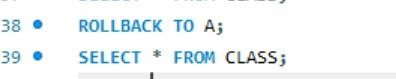 38 ROLLBACK TO A;
39 SELECT * FROM CLASS;